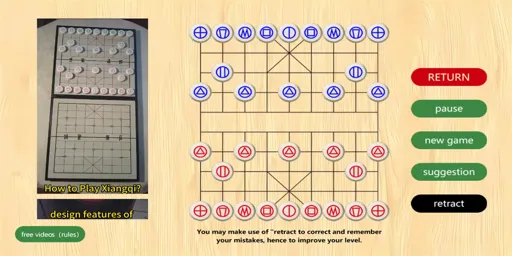 How to Play Xiangqi?
design features of
free videos (rules)
RETURN
pause
new game
suggestion
retract
You may make use of "retract to correct and remember
your mistakes, hence to improve your level.